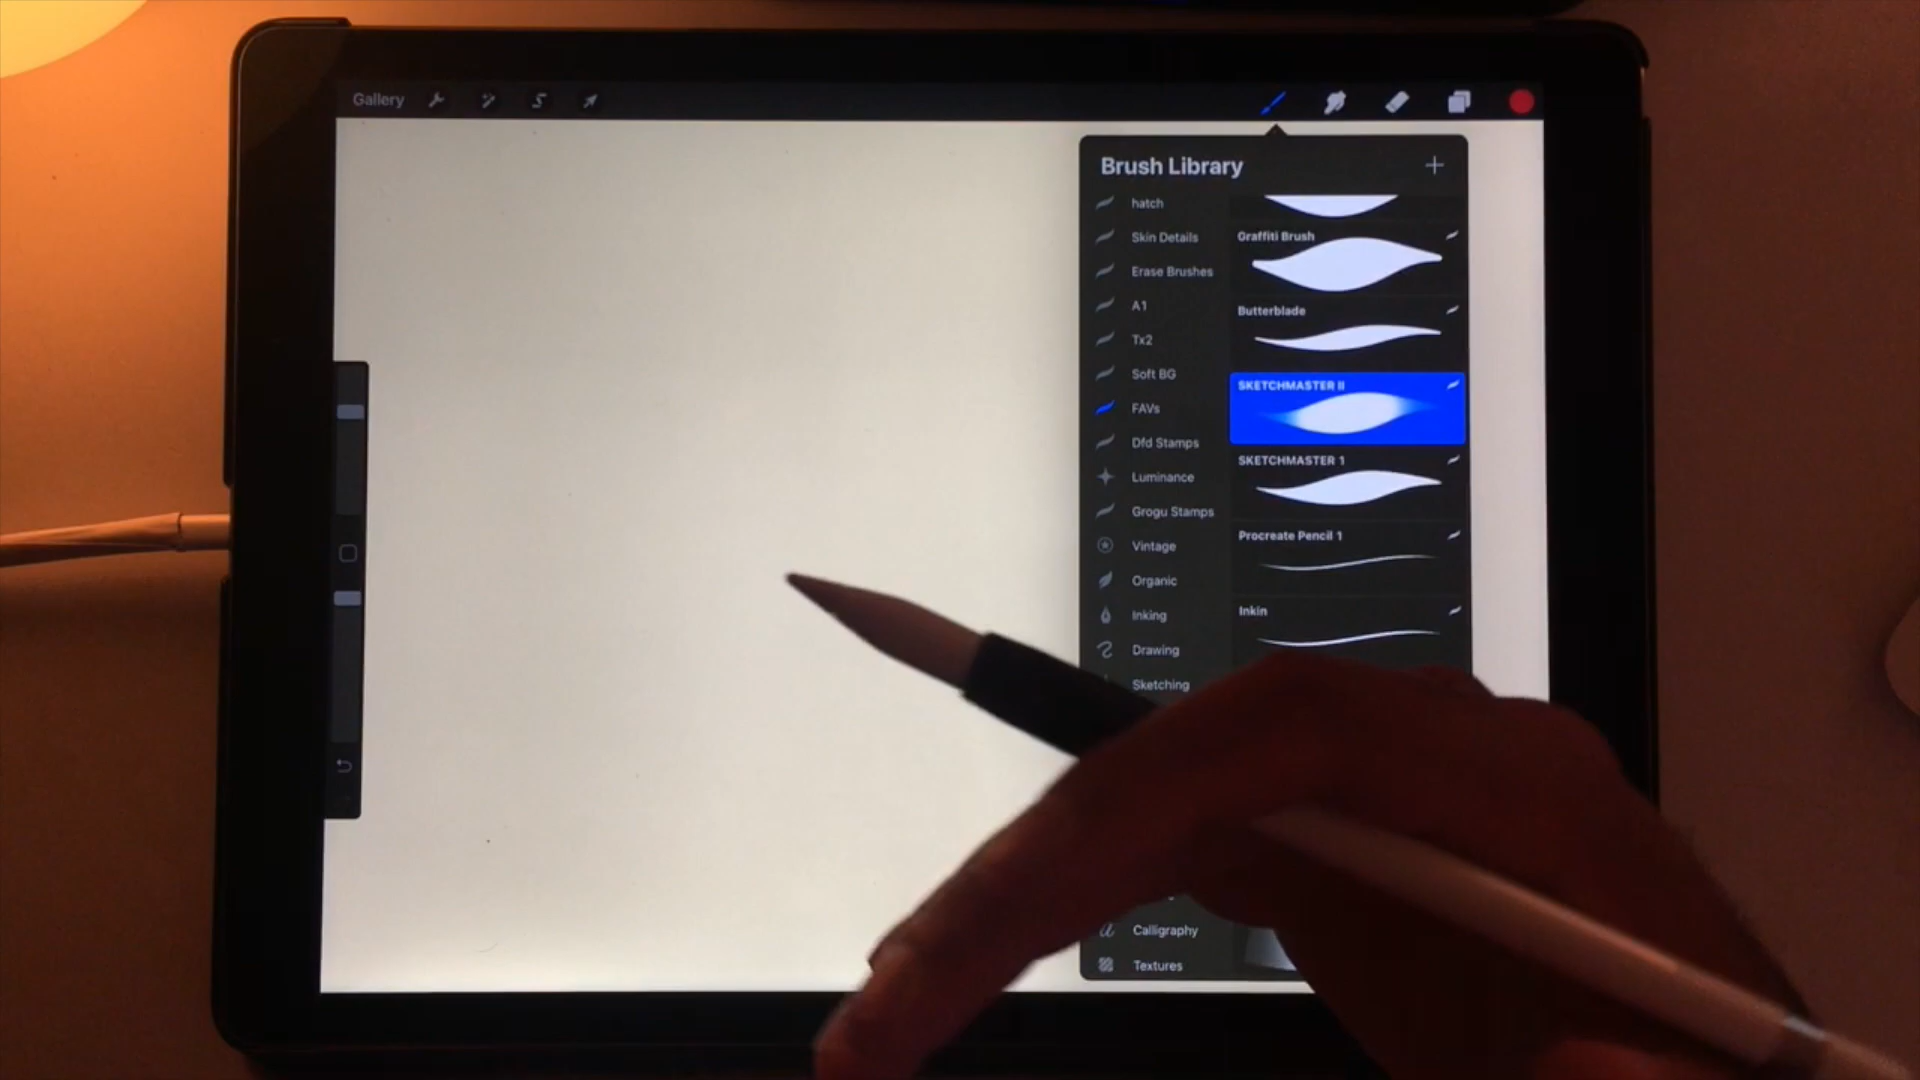 Gallery
Brush Library
hatch
Skin Details
Erase Brushes
A1
Tx2
Soft BG
FAVs
Dfd Stamps
Luminance
Grogu Stamps
Vintage
Organic
Inking
Drawing
Sketching
Calligraphy
Textures
Graffiti Brush
Butterblade
SKETCHMASTER II
SKETCHMASTER 1
Procreate Pencil 1
Inkin